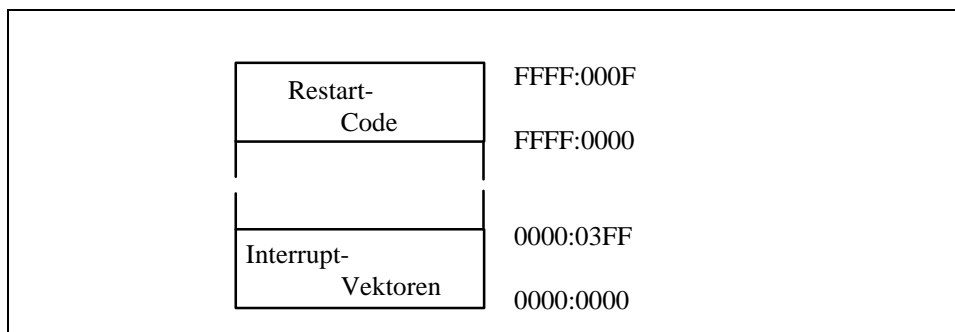 Restart-
Code
FFFF:000F
FFFF:0000
Interrupt-
Vektoren
0000:03FF
0000:0000